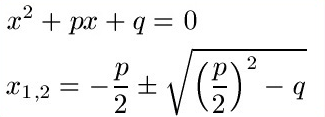 x² + px + q = 0
x₁,₂ = −p/2 ± √((p/2)² − q)